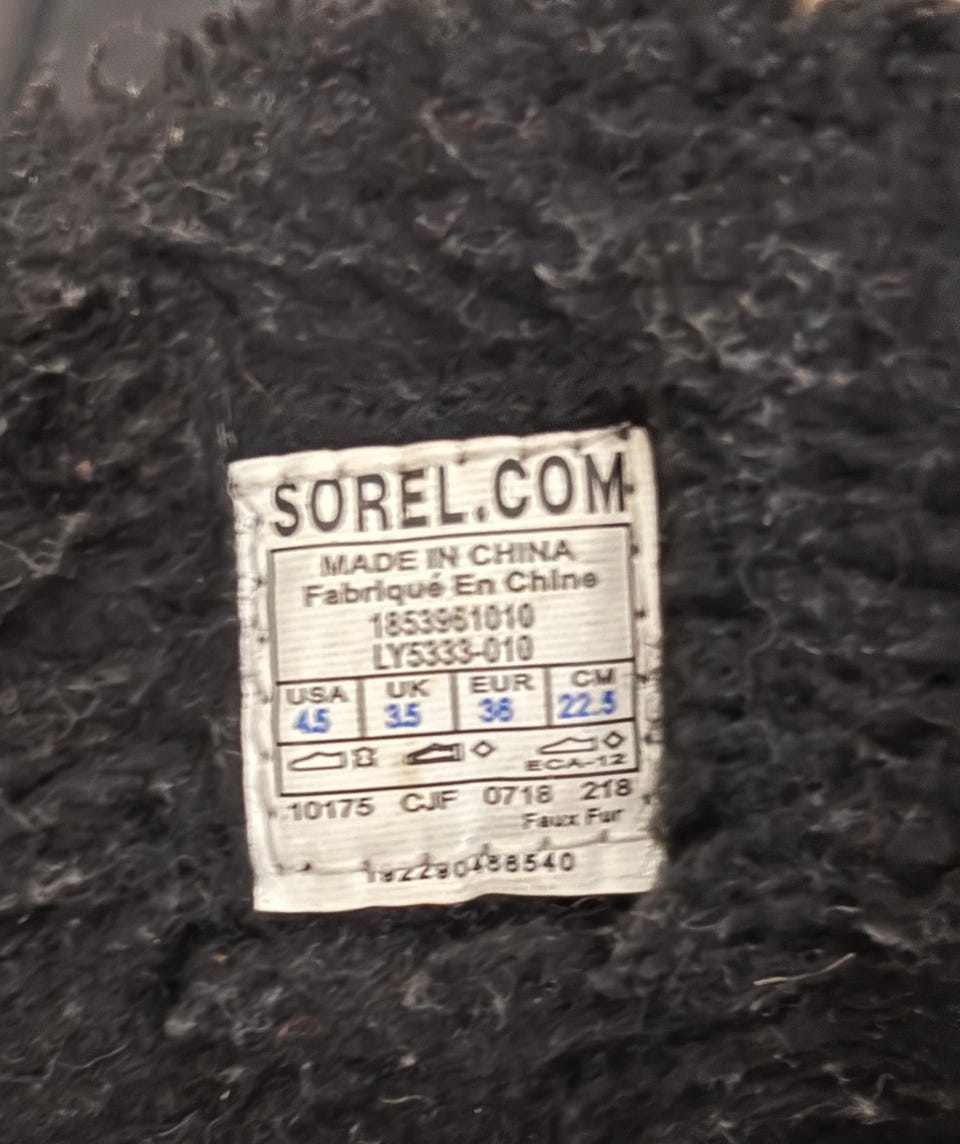 SOREL.COM
MADE IN CHINA
Fabriqué En Chine
1853961010
LY5333-010
USA UK EUR CM
4.5 3.5 36 22.5
ECA-12
10175 CJF 0718 218
Faux Fur